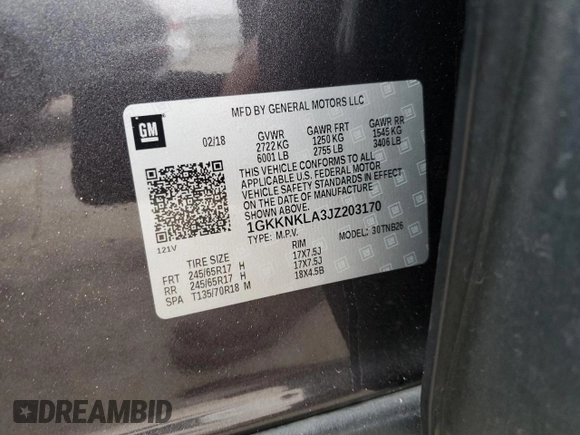 GM
MFD BY GENERAL MOTORS LLC
02/18 GVWR GAWR FRT GAWR RR
2722 KG 1250 KG 1545 KG
6001 LB 2755 LB 3406 LB
THIS VEHICLE CONFORMS TO ALL
APPLICABLE U.S. FEDERAL MOTOR
VEHICLE SAFETY STANDARDS IN EFFECT
ON THE DATE OF MANUFACTURE
SHOWN ABOVE.
1GKKNKLA3JZ203170
TYPE: M.P.V. MODEL: 30TNB26
121V
TIRE SIZE RIM
FRT 245/65R17 H 17X7.5J
RR 245/65R17 H 17X7.5J
SPA T135/70R18 M 18X4.5B
DREAMBID